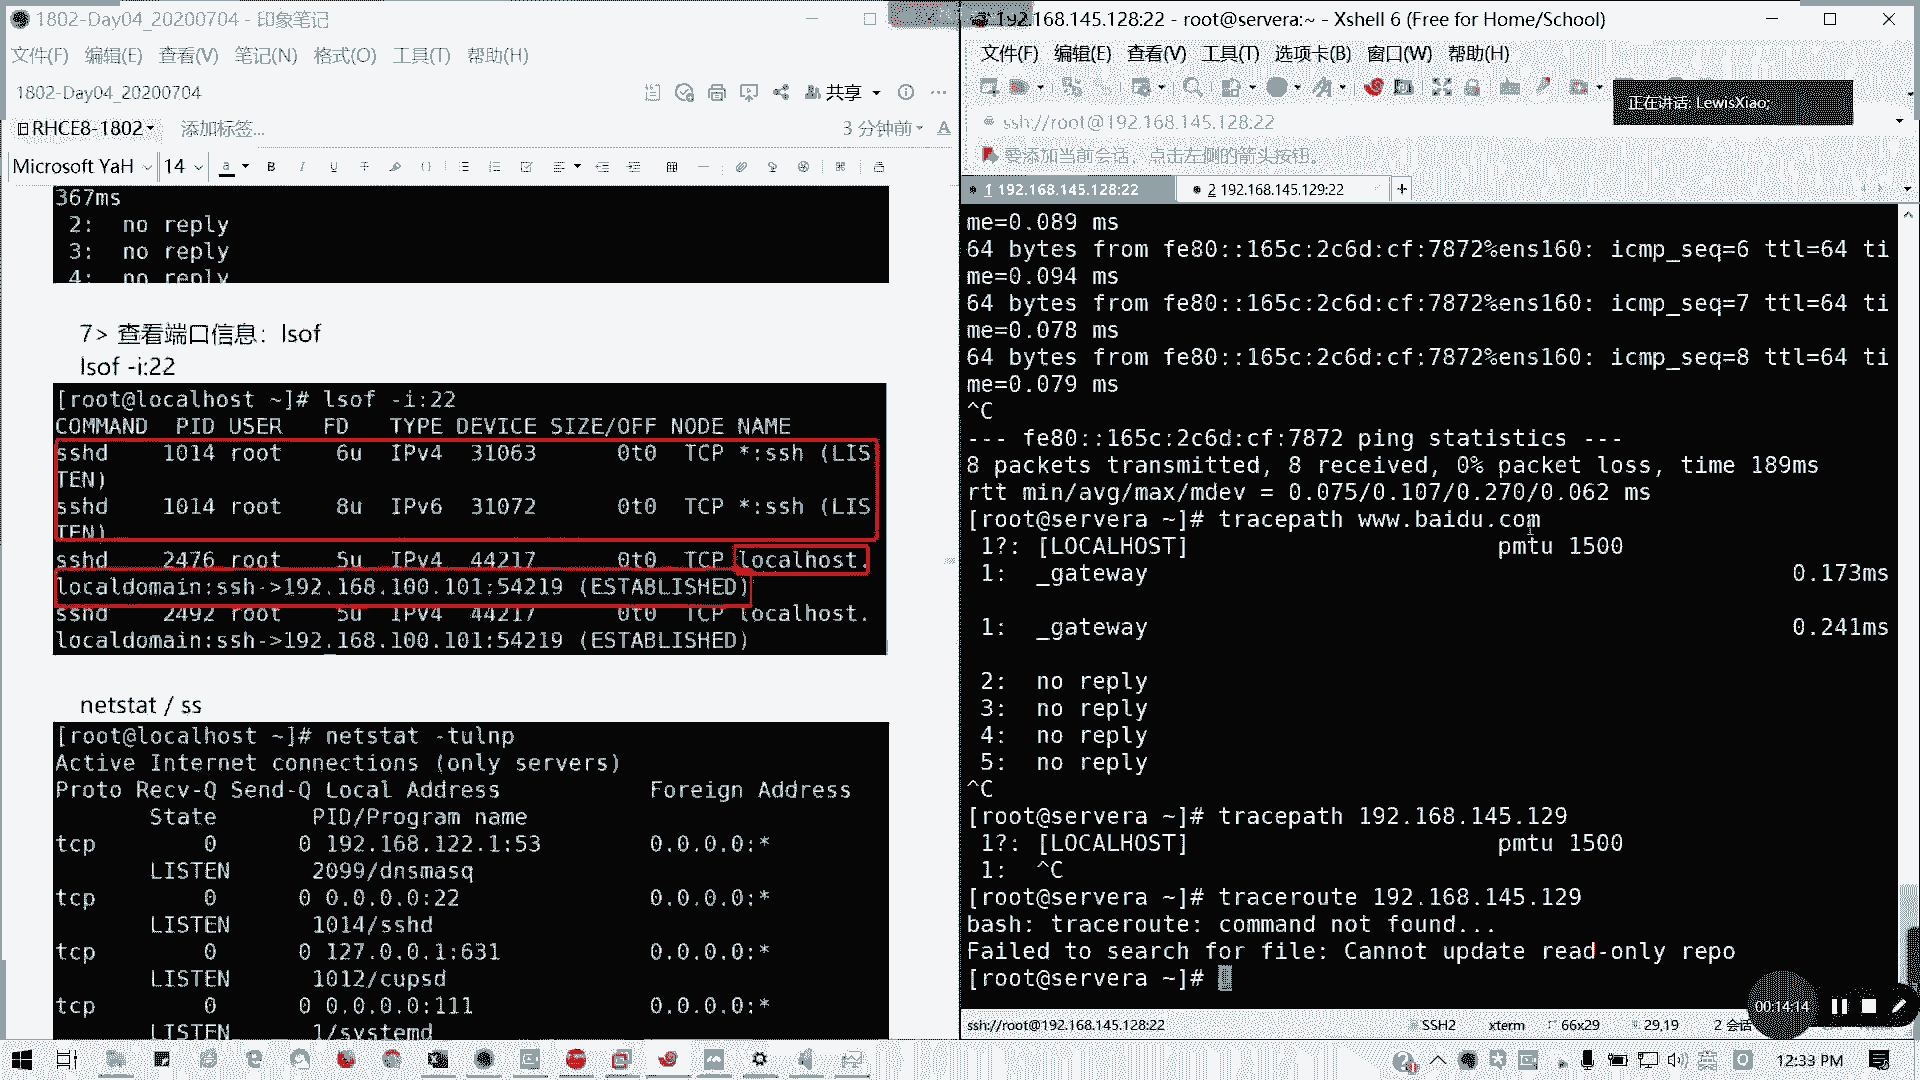 1802-Day04_20200704 - 印象笔记
文件(F) 编辑(E) 查看(V) 笔记(N) 格式(O) 工具(T) 帮助(H)
1802-Day04_20200704
共享
RHCE8-1802
添加标签...
3 分钟前
Microsoft YaH 14
367ms
2: no reply
3: no reply
4: no reply
7> 查看端口信息：lsof
lsof -i:22
[root@localhost ~]# lsof -i:22
COMMAND PID USER FD TYPE DEVICE SIZE/OFF NODE NAME
sshd 1014 root 6u IPv4 31063 0t0 TCP *:ssh (LIS
TEN)
sshd 1014 root 8u IPv6 31072 0t0 TCP *:ssh (LIS
TEN)
sshd 2476 root 5u IPv4 44217 0t0 TCP localhost.
localdomain:ssh->192.168.100.101:54219 (ESTABLISHED)
sshd 2492 root 5u IPv4 44217 0t0 TCP localhost.
localdomain:ssh->192.168.100.101:54219 (ESTABLISHED)
netstat / ss
[root@localhost ~]# netstat -tulnp
Active Internet connections (only servers)
Proto Recv-Q Send-Q Local Address Foreign Address
State PID/Program name
tcp 0 0 192.168.122.1:53 0.0.0.0:*
LISTEN 2099/dnsmasq
tcp 0 0 0.0.0.0:22 0.0.0.0:*
LISTEN 1014/sshd
tcp 0 0 127.0.0.1:631 0.0.0.0:*
LISTEN 1012/cupsd
tcp 0 0 0.0.0.0:111 0.0.0.0:*
LISTEN 1/systemd
192.168.145.128:22 - root@servera:~ - Xshell 6 (Free for Home/School)
文件(F) 编辑(E) 查看(V) 工具(T) 选项卡(B) 窗口(W) 帮助(H)
正在讲话: LewisXiao;
ssh://root@192.168.145.128:22
要添加当前会话，点击左侧的箭头按钮。
1 192.168.145.128:22
2 192.168.145.129:22
+
me=0.089 ms
64 bytes from fe80::165c:2c6d:cf:7872%ens160: icmp_seq=6 ttl=64 ti
me=0.094 ms
64 bytes from fe80::165c:2c6d:cf:7872%ens160: icmp_seq=7 ttl=64 ti
me=0.078 ms
64 bytes from fe80::165c:2c6d:cf:7872%ens160: icmp_seq=8 ttl=64 ti
me=0.079 ms
^C
--- fe80::165c:2c6d:cf:7872 ping statistics ---
8 packets transmitted, 8 received, 0% packet loss, time 189ms
rtt min/avg/max/mdev = 0.075/0.107/0.270/0.062 ms
[root@servera ~]# tracepath www.baidu.com
1?: [LOCALHOST] pmtu 1500
1: _gateway 0.173ms
1: _gateway 0.241ms
2: no reply
3: no reply
4: no reply
5: no reply
^C
[root@servera ~]# tracepath 192.168.145.129
1?: [LOCALHOST] pmtu 1500
1: ^C
[root@servera ~]# traceroute 192.168.145.129
bash: traceroute: command not found...
Failed to search for file: Cannot update read-only repo
[root@servera ~]#
00:14:14
ssh://root@192.168.145.128:22 SSH2 xterm 66x29 29,19 2 会话
12:33 PM